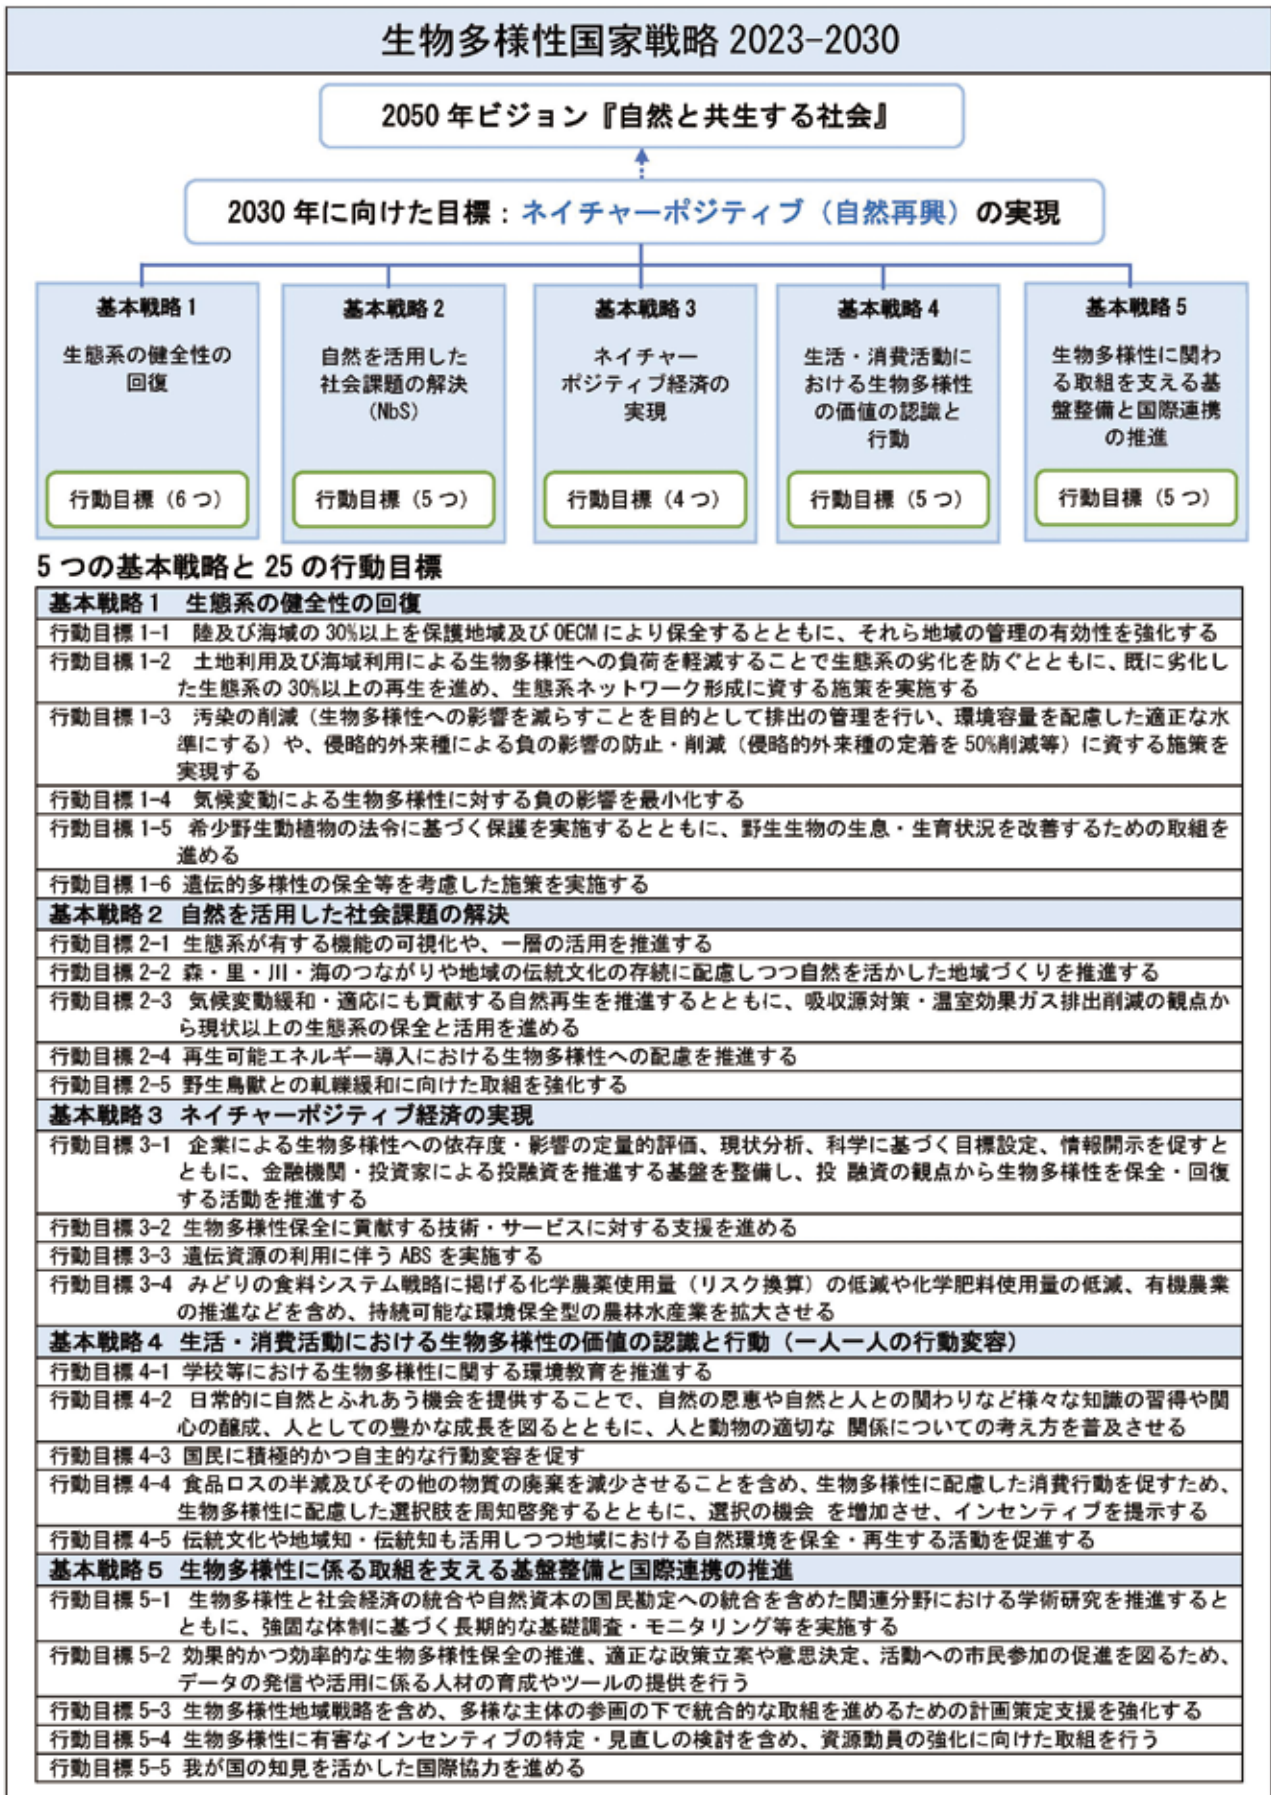 生物多様性国家戦略 2023-2030
2050 年ビジョン『自然と共生する社会』
2030 年に向けた目標：ネイチャーポジティブ（自然再興）の実現
基本戦略 1
生態系の健全性の
回復
行動目標（6 つ）
基本戦略 2
自然を活用した
社会課題の解決
（NbS）
行動目標（5 つ）
基本戦略 3
ネイチャー
ポジティブ経済の
実現
行動目標（4 つ）
基本戦略 4
生活・消費活動に
おける生物多様性
の価値の認識と
行動
行動目標（5 つ）
基本戦略 5
生物多様性に関わ
る取組を支える基
盤整備と国際連携
の推進
行動目標（5 つ）
5 つの基本戦略と 25 の行動目標
基本戦略１　生態系の健全性の回復
行動目標 1-1　陸及び海域の 30%以上を保護地域及び OECM により保全するとともに、それら地域の管理の有効性を強化する
行動目標 1-2　土地利用及び海域利用による生物多様性への負荷を軽減することで生態系の劣化を防ぐとともに、既に劣化し
た生態系の 30%以上の再生を進め、生態系ネットワーク形成に資する施策を実施する
行動目標 1-3　汚染の削減（生物多様性への影響を減らすことを目的として排出の管理を行い、環境容量を配慮した適正な水
準にする）や、侵略的外来種による負の影響の防止・削減（侵略的外来種の定着を 50%削減等）に資する施策を
実現する
行動目標 1-4　気候変動による生物多様性に対する負の影響を最小化する
行動目標 1-5　希少野生動植物の法令に基づく保護を実施するとともに、野生生物の生息・生育状況を改善するための取組を
進める
行動目標 1-6 遺伝的多様性の保全等を考慮した施策を実施する
基本戦略２　自然を活用した社会課題の解決
行動目標 2-1 生態系が有する機能の可視化や、一層の活用を推進する
行動目標 2-2 森・里・川・海のつながりや地域の伝統文化の存続に配慮しつつ自然を活かした地域づくりを推進する
行動目標 2-3　気候変動緩和・適応にも貢献する自然再生を推進するとともに、吸収源対策・温室効果ガス排出削減の観点か
ら現状以上の生態系の保全と活用を進める
行動目標 2-4 再生可能エネルギー導入における生物多様性への配慮を推進する
行動目標 2-5 野生鳥獣との軋轢緩和に向けた取組を強化する
基本戦略３　ネイチャーポジティブ経済の実現
行動目標 3-1　企業による生物多様性への依存度・影響の定量的評価、現状分析、科学に基づく目標設定、情報開示を促すと
ともに、金融機関・投資家による投融資を推進する基盤を整備し、投 融資の観点から生物多様性を保全・回復
する活動を推進する
行動目標 3-2 生物多様性保全に貢献する技術・サービスに対する支援を進める
行動目標 3-3 遺伝資源の利用に伴う ABS を実施する
行動目標 3-4　みどりの食料システム戦略に掲げる化学農薬使用量（リスク換算）の低減や化学肥料使用量の低減、有機農業
の推進などを含め、持続可能な環境保全型の農林水産業を拡大させる
基本戦略４　生活・消費活動における生物多様性の価値の認識と行動（一人一人の行動変容）
行動目標 4-1 学校等における生物多様性に関する環境教育を推進する
行動目標 4-2　日常的に自然とふれあう機会を提供することで、自然の恩恵や自然と人との関わりなど様々な知識の習得や関
心の醸成、人としての豊かな成長を図るとともに、人と動物の適切な 関係についての考え方を普及させる
行動目標 4-3 国民に積極的かつ自主的な行動変容を促す
行動目標 4-4 食品ロスの半減及びその他の物質の廃棄を減少させることを含め、生物多様性に配慮した消費行動を促すため、
生物多様性に配慮した選択肢を周知啓発するとともに、選択の機会 を増加させ、インセンティブを提示する
行動目標 4-5 伝統文化や地域知・伝統知も活用しつつ地域における自然環境を保全・再生する活動を促進する
基本戦略５　生物多様性に係る取組を支える基盤整備と国際連携の推進
行動目標 5-1　生物多様性と社会経済の統合や自然資本の国民勘定への統合を含めた関連分野における学術研究を推進すると
ともに、強固な体制に基づく長期的な基礎調査・モニタリング等を実施する
行動目標 5-2 効果的かつ効率的な生物多様性保全の推進、適正な政策立案や意思決定、活動への市民参加の促進を図るため、
データの発信や活用に係る人材の育成やツールの提供を行う
行動目標 5-3 生物多様性地域戦略を含め、多様な主体の参画の下で統合的な取組を進めるための計画策定支援を強化する
行動目標 5-4 生物多様性に有害なインセンティブの特定・見直しの検討を含め、資源動員の強化に向けた取組を行う
行動目標 5-5 我が国の知見を活かした国際協力を進める